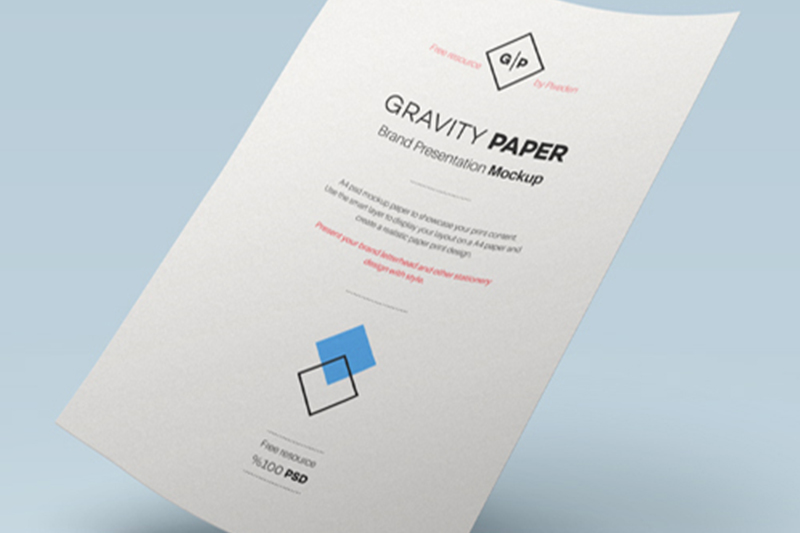 Free resource
G/P
by Pixeden
GRAVITY PAPER
Brand Presentation Mockup
A4 psd mockup paper to showcase your print content.
Use the smart layer to display your layout on a A4 paper and
create a realistic paper print design.
Present your brand letterhead and other stationery
design with style.
Free resource
%100 PSD